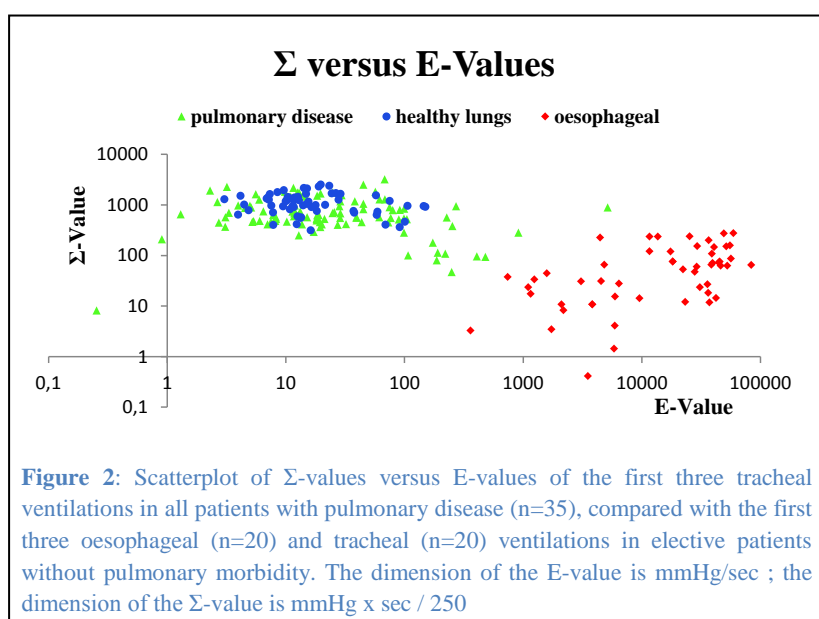 Σ versus E-Values
pulmonary disease healthy lungs oesophageal
Σ-Value
10000
1000
100
10
1
0,1
0,1 1 10 100 1000 10000 100000
E-Value
Figure 2: Scatterplot of Σ-values versus E-values of the first three tracheal
ventilations in all patients with pulmonary disease (n=35), compared with the first
three oesophageal (n=20) and tracheal (n=20) ventilations in elective patients
without pulmonary morbidity. The dimension of the E-value is mmHg/sec ; the
dimension of the Σ-value is mmHg x sec / 250